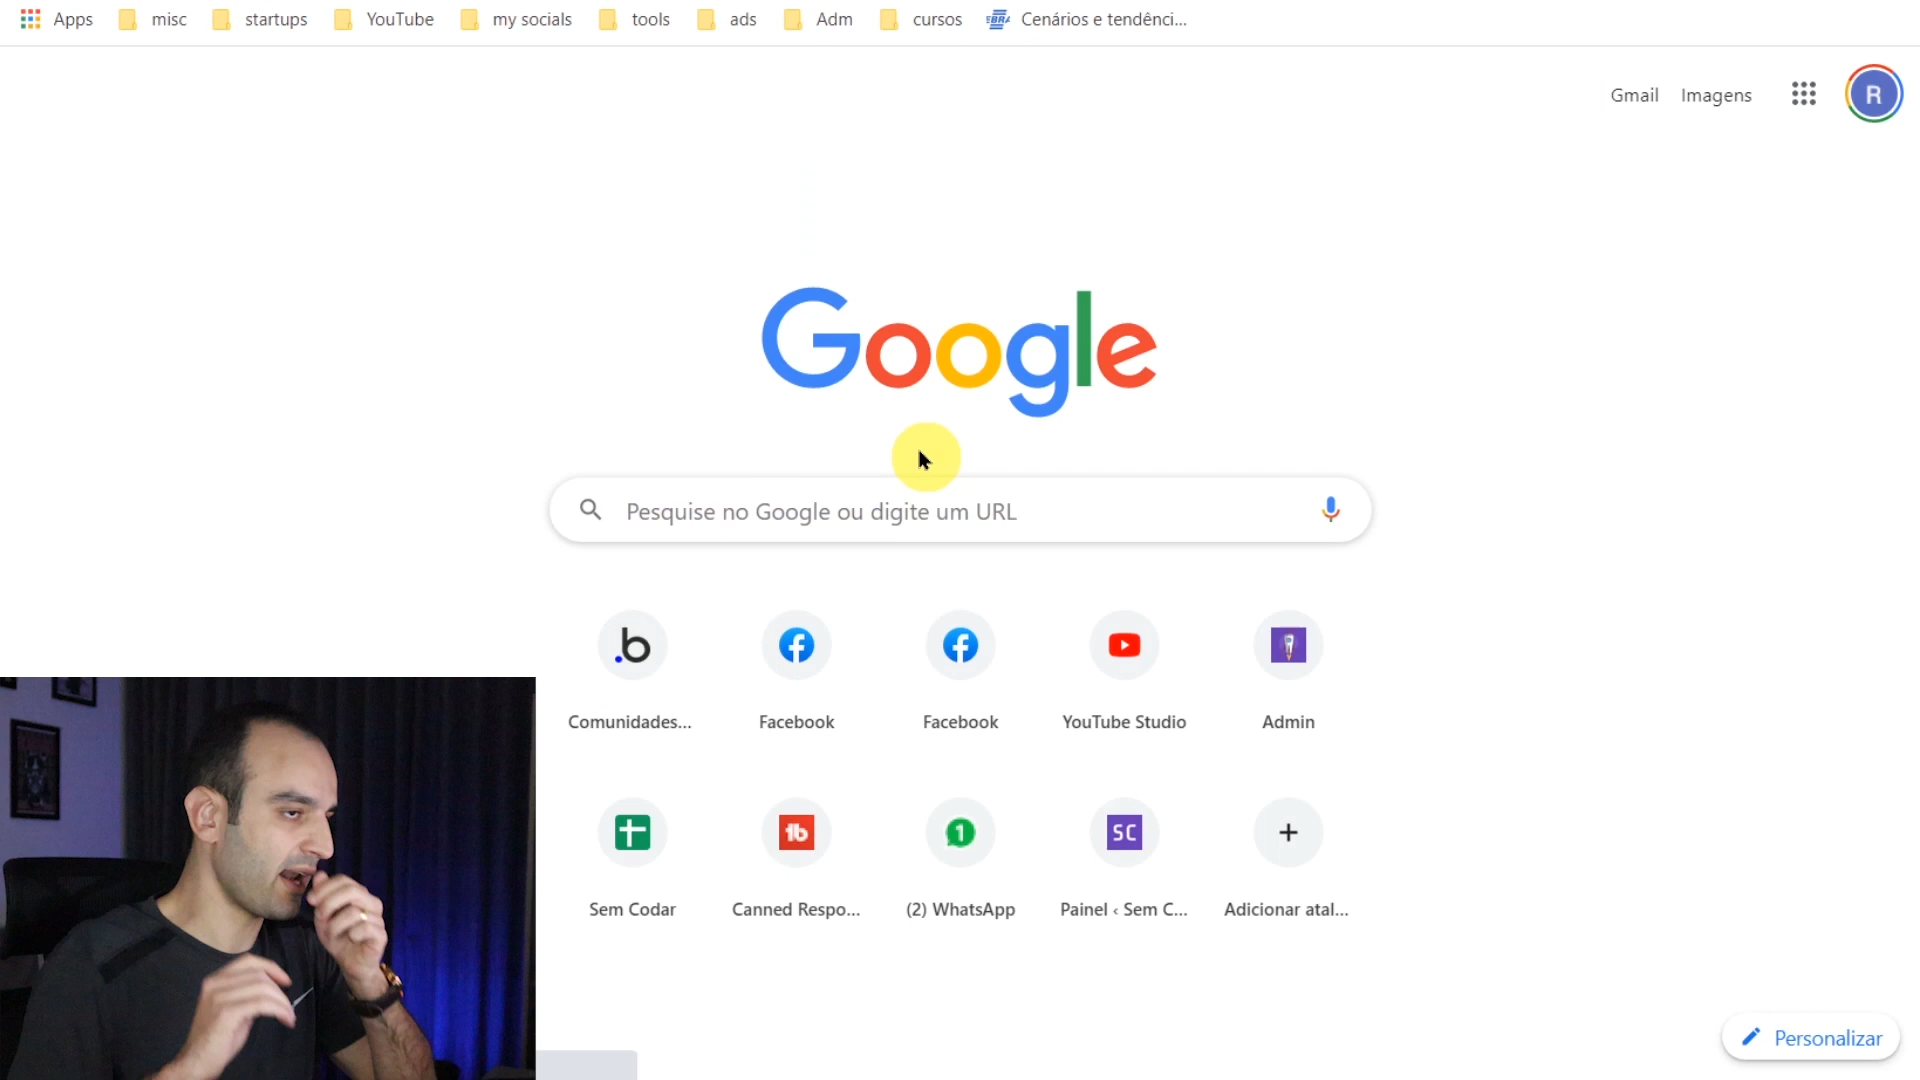 Apps misc startups YouTube my socials tools ads Adm cursos Cenários e tendênci...
Gmail Imagens R
Google
Pesquise no Google ou digite um URL
Comunidades... Facebook Facebook YouTube Studio Admin
Sem Codar Canned Respo... (2) WhatsApp Painel ‹ Sem C... Adicionar atal...
Personalizar